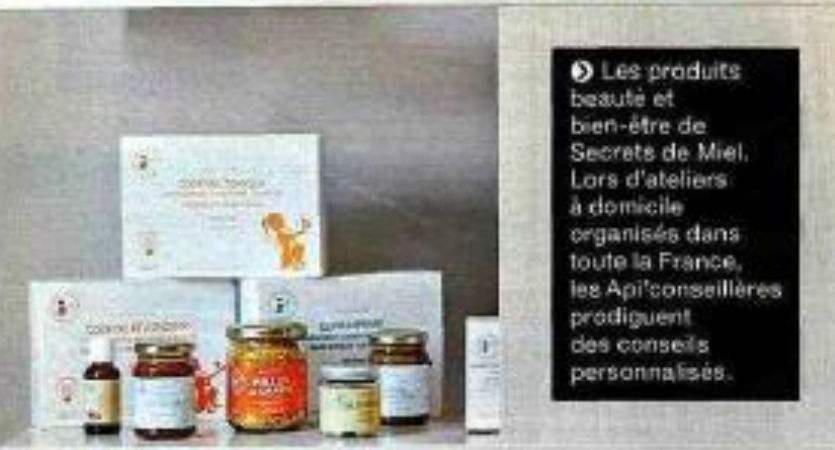 Les produits
beauté et
bien-être de
Secrets de Miel.
Lors d'ateliers
à domicile
organisés dans
toute la France,
les Api'conseillères
prodiguent
des conseils
personnalisés.